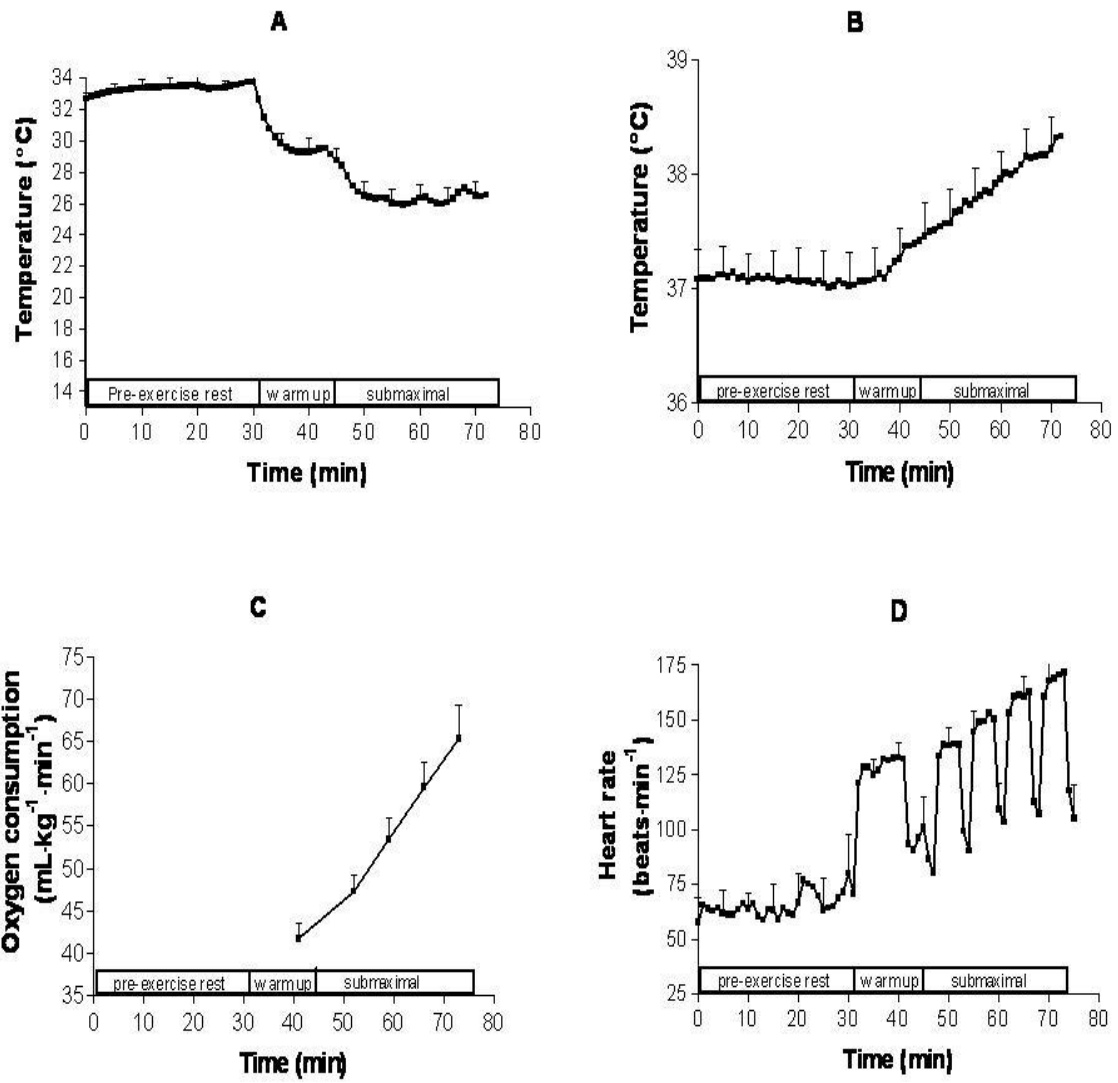 A
Temperature (°C)
34
32
30
28
26
24
22
20
18
16
14
Pre-exercise rest
warm up
submaximal
0 10 20 30 40 50 60 70 80
Time (min)
B
Temperature (°C)
39
38
37
36
pre-exercise rest
warm up
submaximal
0 10 20 30 40 50 60 70 80
Time (min)
C
Oxygen consumption
(mL·kg⁻¹·min⁻¹)
75
70
65
60
55
50
45
40
35
pre-exercise rest
warm up
submaximal
0 10 20 30 40 50 60 70 80
Time (min)
D
Heart rate
(beats·min⁻¹)
175
150
125
100
75
50
25
pre-exercise rest
warm up
submaximal
0 10 20 30 40 50 60 70 80
Time (min)